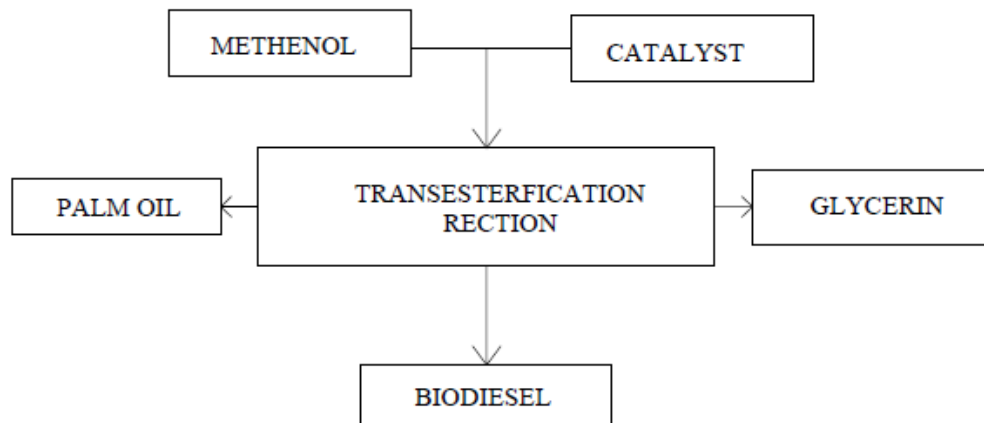 METHENOL
CATALYST
PALM OIL
TRANSESTERFICATION
RECTION
GLYCERIN
BIODIESEL